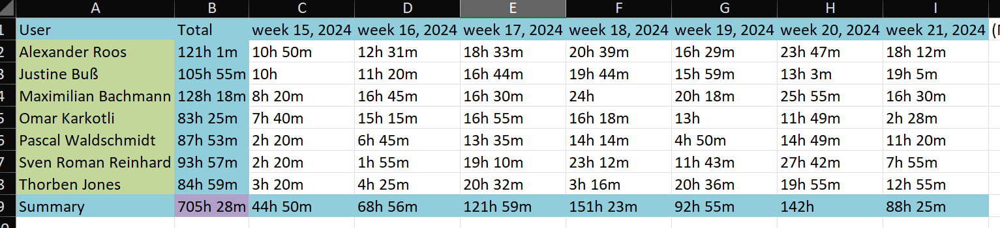 A B C D E F G H I
1 User Total week 15, 2024 week 16, 2024 week 17, 2024 week 18, 2024 week 19, 2024 week 20, 2024 week 21, 2024
2 Alexander Roos 121h 1m 10h 50m 12h 31m 18h 33m 20h 39m 16h 29m 23h 47m 18h 12m
3 Justine Buß 105h 55m 10h 11h 20m 16h 44m 19h 44m 15h 59m 13h 3m 19h 5m
4 Maximilian Bachmann 128h 18m 8h 20m 16h 45m 16h 30m 24h 20h 18m 25h 55m 16h 30m
5 Omar Karkotli 83h 25m 7h 40m 15h 15m 16h 55m 16h 18m 13h 11h 49m 2h 28m
6 Pascal Waldschmidt 87h 53m 2h 20m 6h 45m 13h 35m 14h 14m 4h 50m 14h 49m 11h 20m
7 Sven Roman Reinhard 93h 57m 2h 20m 1h 55m 19h 10m 23h 12m 11h 43m 27h 42m 7h 55m
8 Thorben Jones 84h 59m 3h 20m 4h 25m 20h 32m 3h 16m 20h 36m 19h 55m 12h 55m
9 Summary 705h 28m 44h 50m 68h 56m 121h 59m 151h 23m 92h 55m 142h 88h 25m